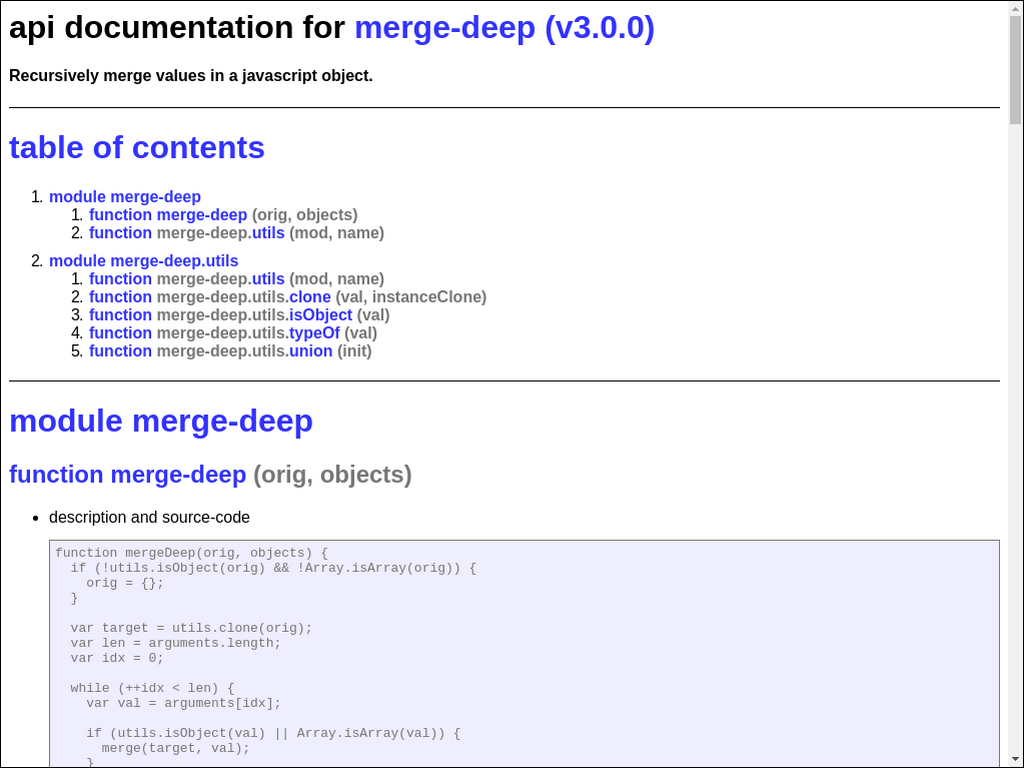 api documentation for merge-deep (v3.0.0)
Recursively merge values in a javascript object.
table of contents
1. module merge-deep
1. function merge-deep (orig, objects)
2. function merge-deep.utils (mod, name)
2. module merge-deep.utils
1. function merge-deep.utils (mod, name)
2. function merge-deep.utils.clone (val, instanceClone)
3. function merge-deep.utils.isObject (val)
4. function merge-deep.utils.typeOf (val)
5. function merge-deep.utils.union (init)
module merge-deep
function merge-deep (orig, objects)
• description and source-code
function mergeDeep(orig, objects) {
  if (!utils.isObject(orig) && !Array.isArray(orig)) {
    orig = {};
  }
  var target = utils.clone(orig);
  var len = arguments.length;
  var idx = 0;
  while (++idx < len) {
    var val = arguments[idx];
    if (utils.isObject(val) || Array.isArray(val)) {
      merge(target, val);
    }